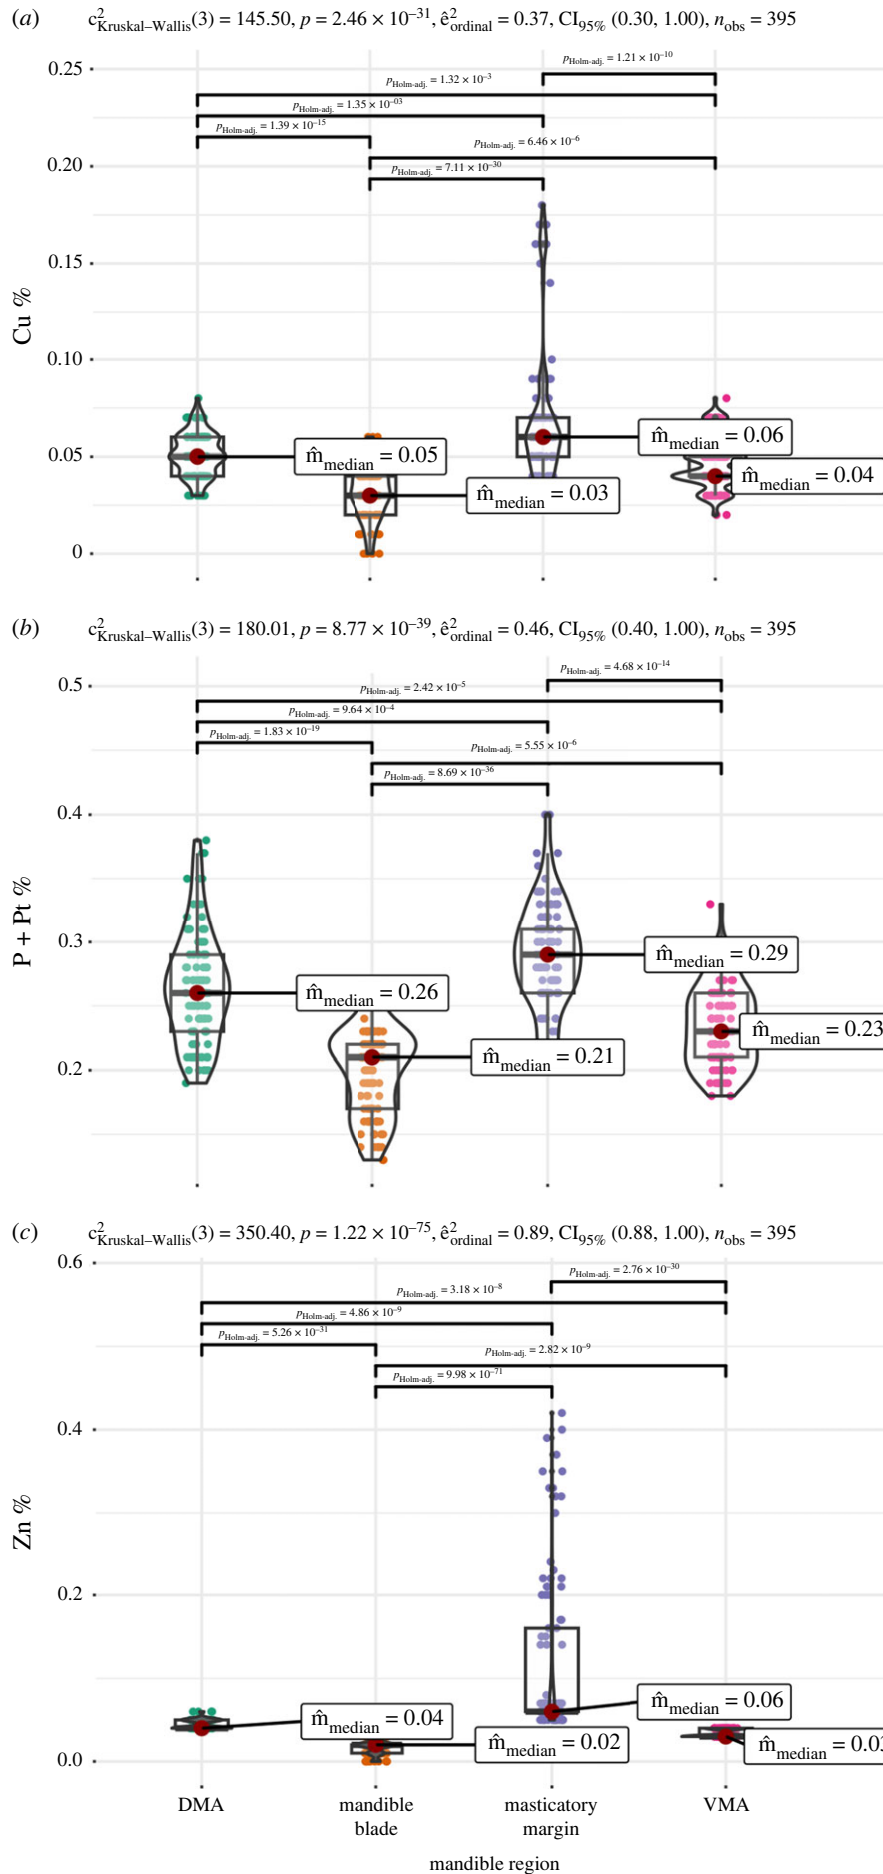 (a) c²Kruskal–Wallis(3) = 145.50, p = 2.46 × 10⁻³¹, ê²ordinal = 0.37, CI95% (0.30, 1.00), nobs = 395
0.25
pHolm-adj. = 1.21 × 10⁻¹⁰
pHolm-adj. = 1.32 × 10⁻³
pHolm-adj. = 1.35 × 10⁻⁰³
pHolm-adj. = 1.39 × 10⁻¹⁵
pHolm-adj. = 6.46 × 10⁻⁶
0.20
pHolm-adj. = 7.11 × 10⁻³⁰
0.15
Cu %
0.10
m̂median = 0.06
0.05
m̂median = 0.05
m̂median = 0.04
m̂median = 0.03
0
(b) c²Kruskal–Wallis(3) = 180.01, p = 8.77 × 10⁻³⁹, ê²ordinal = 0.46, CI95% (0.40, 1.00), nobs = 395
pHolm-adj. = 4.68 × 10⁻¹⁴
0.5
pHolm-adj. = 2.42 × 10⁻⁵
pHolm-adj. = 9.64 × 10⁻⁴
pHolm-adj. = 1.83 × 10⁻¹⁹
pHolm-adj. = 5.55 × 10⁻⁶
pHolm-adj. = 8.69 × 10⁻³⁶
0.4
P + Pt %
0.3
m̂median = 0.29
m̂median = 0.26
m̂median = 0.23
m̂median = 0.21
0.2
(c) c²Kruskal–Wallis(3) = 350.40, p = 1.22 × 10⁻⁷⁵, ê²ordinal = 0.89, CI95% (0.88, 1.00), nobs = 395
0.6
pHolm-adj. = 2.76 × 10⁻³⁰
pHolm-adj. = 3.18 × 10⁻⁸
pHolm-adj. = 4.86 × 10⁻⁹
pHolm-adj. = 5.26 × 10⁻³¹
pHolm-adj. = 2.82 × 10⁻⁹
pHolm-adj. = 9.98 × 10⁻⁷¹
0.4
Zn %
0.2
m̂median = 0.06
m̂median = 0.04
m̂median = 0.02
m̂median = 0.03
0.0
DMA
mandible
blade
masticatory
margin
VMA
mandible region